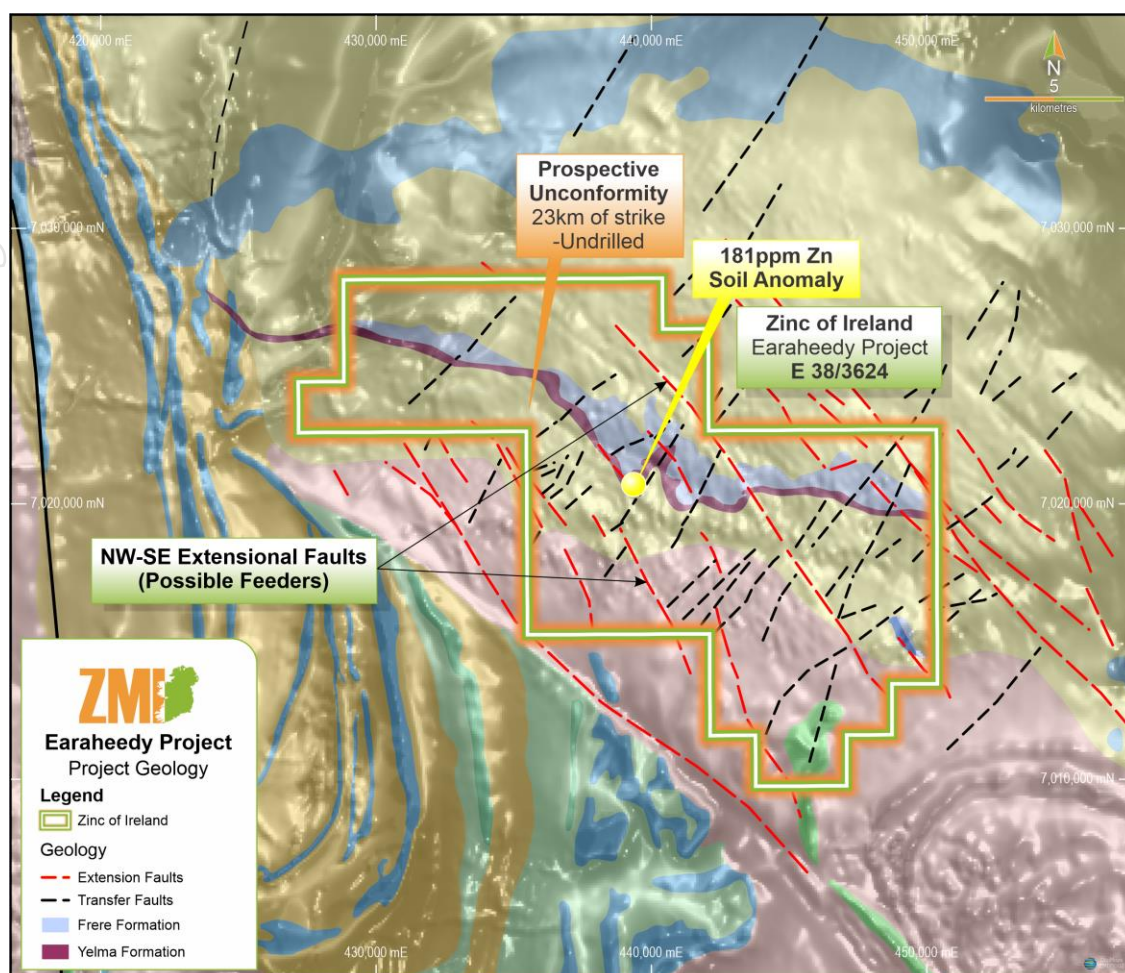 420,000 mE
430,000 mE
440,000 mE
450,000 mE
N
5
kilometres
Prospective
Unconformity
23km of strike
-Undrilled
7,030,000 mN
7,030,000 mN
181ppm Zn
Soil Anomaly
Zinc of Ireland
Earaheedy Project
E 38/3624
7,020,000 mN
7,020,000 mN
NW-SE Extensional Faults
(Possible Feeders)
ZMI
Earaheedy Project
Project Geology
Legend
Zinc of Ireland
Geology
Extension Faults
Transfer Faults
Frere Formation
Yelma Formation
7,010,000 mN
430,000 mE
440,000 mE
450,000 mE